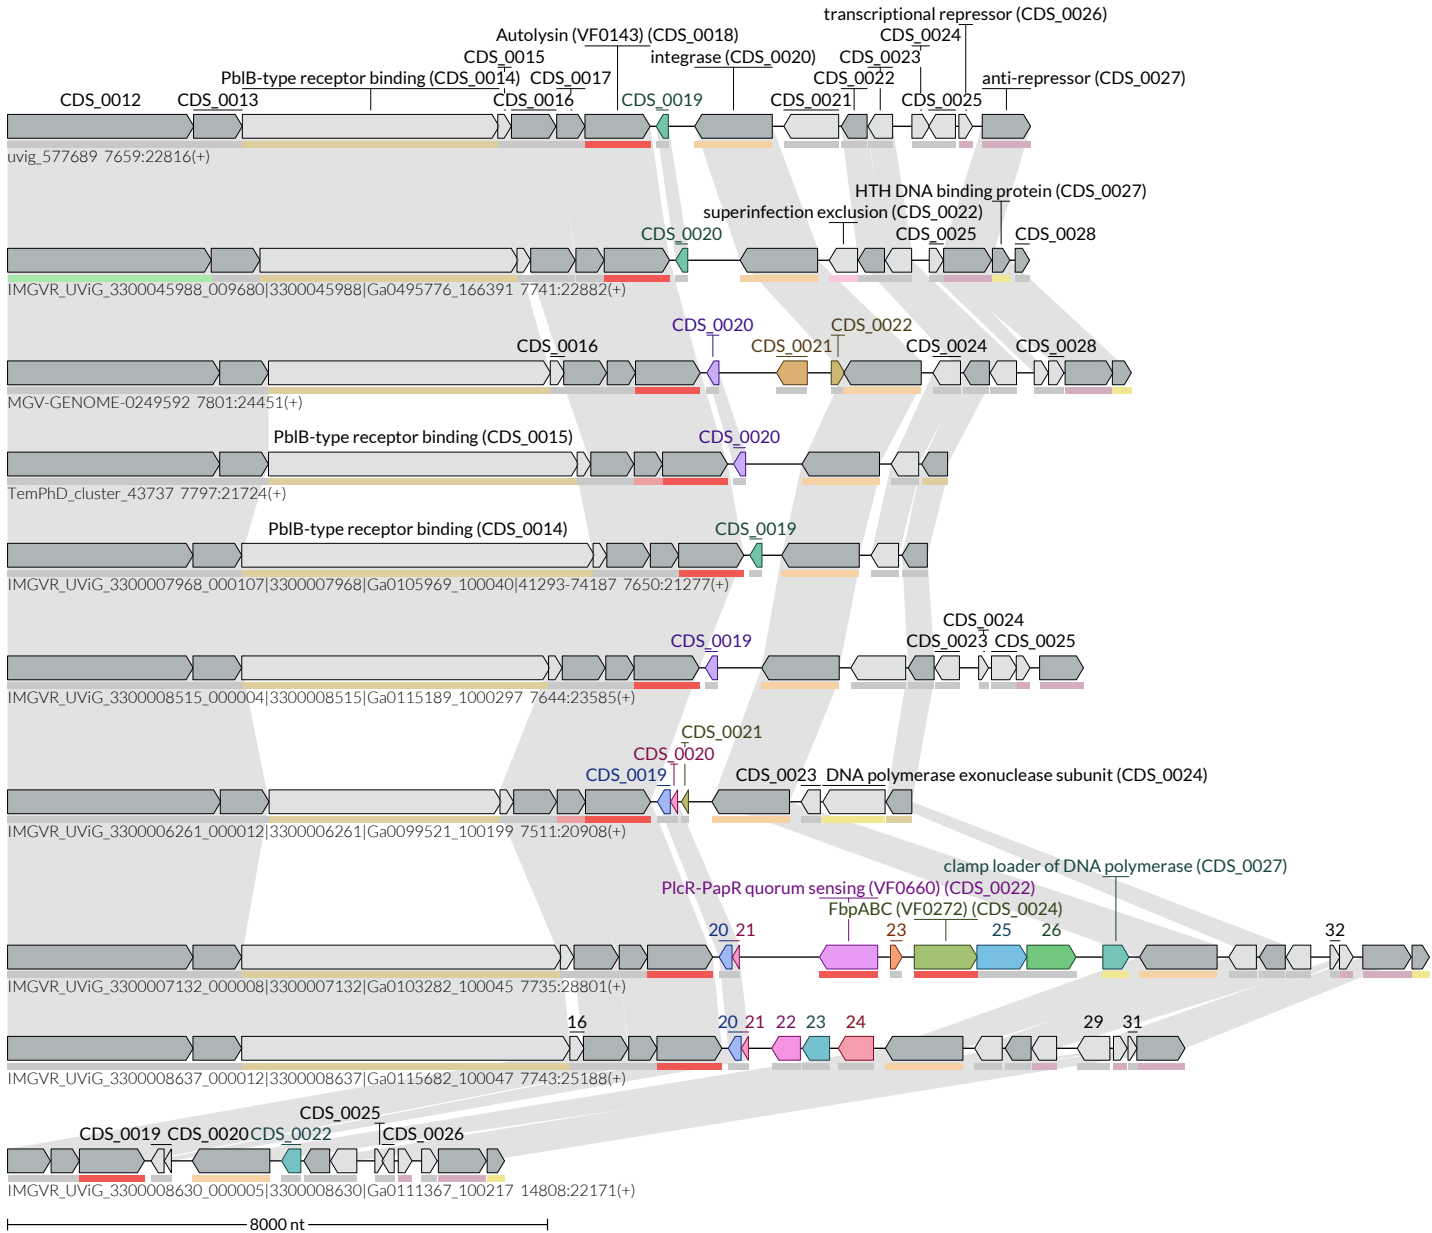 transcriptional repressor (CDS_0026)
Autolysin (VF0143) (CDS_0018) CDS_0024
CDS_0015 integrase (CDS_0020) CDS_0023
PblB-type receptor binding (CDS_0014) CDS_0017 CDS_0022 anti-repressor (CDS_0027)
CDS_0012 CDS_0013 CDS_0016 CDS_0019 CDS_0021 CDS_0025
uvig_577689 7659:22816(+)
HTH DNA binding protein (CDS_0027)
superinfection exclusion (CDS_0022)
CDS_0020 CDS_0025 CDS_0028
IMGVR_UViG_3300045988_009680|3300045988|Ga0495776_166391 7741:22882(+)
CDS_0020 CDS_0022
CDS_0016 CDS_0021 CDS_0024 CDS_0028
MGV-GENOME-0249592 7801:24451(+)
PblB-type receptor binding (CDS_0015) CDS_0020
TemPhD_cluster_43737 7797:21724(+)
PblB-type receptor binding (CDS_0014) CDS_0019
IMGVR_UViG_3300007968_000107|3300007968|Ga0105969_100040|41293-74187 7650:21277(+)
CDS_0024
CDS_0019 CDS_0023 CDS_0025
IMGVR_UViG_3300008515_000004|3300008515|Ga0115189_1000297 7644:23585(+)
CDS_0021
CDS_0020
CDS_0019 CDS_0023 DNA polymerase exonuclease subunit (CDS_0024)
IMGVR_UViG_3300006261_000012|3300006261|Ga0099521_100199 7511:20908(+)
clamp loader of DNA polymerase (CDS_0027)
PlcR-PapR quorum sensing (VF0660) (CDS_0022)
FbpABC (VF0272) (CDS_0024)
20 21 23 25 26 32
IMGVR_UViG_3300007132_000008|3300007132|Ga0103282_100045 7735:28801(+)
16 20 21 22 23 24 29 31
IMGVR_UViG_3300008637_000012|3300008637|Ga0115682_100047 7743:25188(+)
CDS_0025
CDS_0019 CDS_0020 CDS_0022 CDS_0026
IMGVR_UViG_3300008630_000005|3300008630|Ga0111367_100217 14808:22171(+)
8000 nt